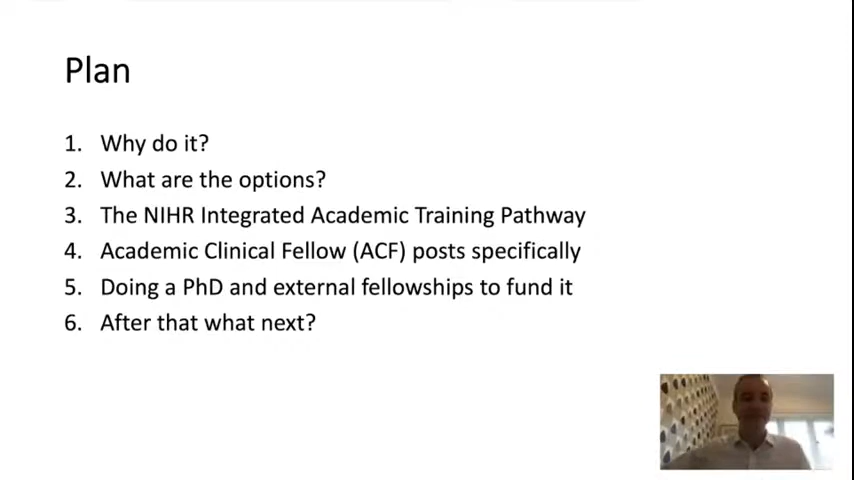 Plan
1. Why do it?
2. What are the options?
3. The NIHR Integrated Academic Training Pathway
4. Academic Clinical Fellow (ACF) posts specifically
5. Doing a PhD and external fellowships to fund it
6. After that what next?